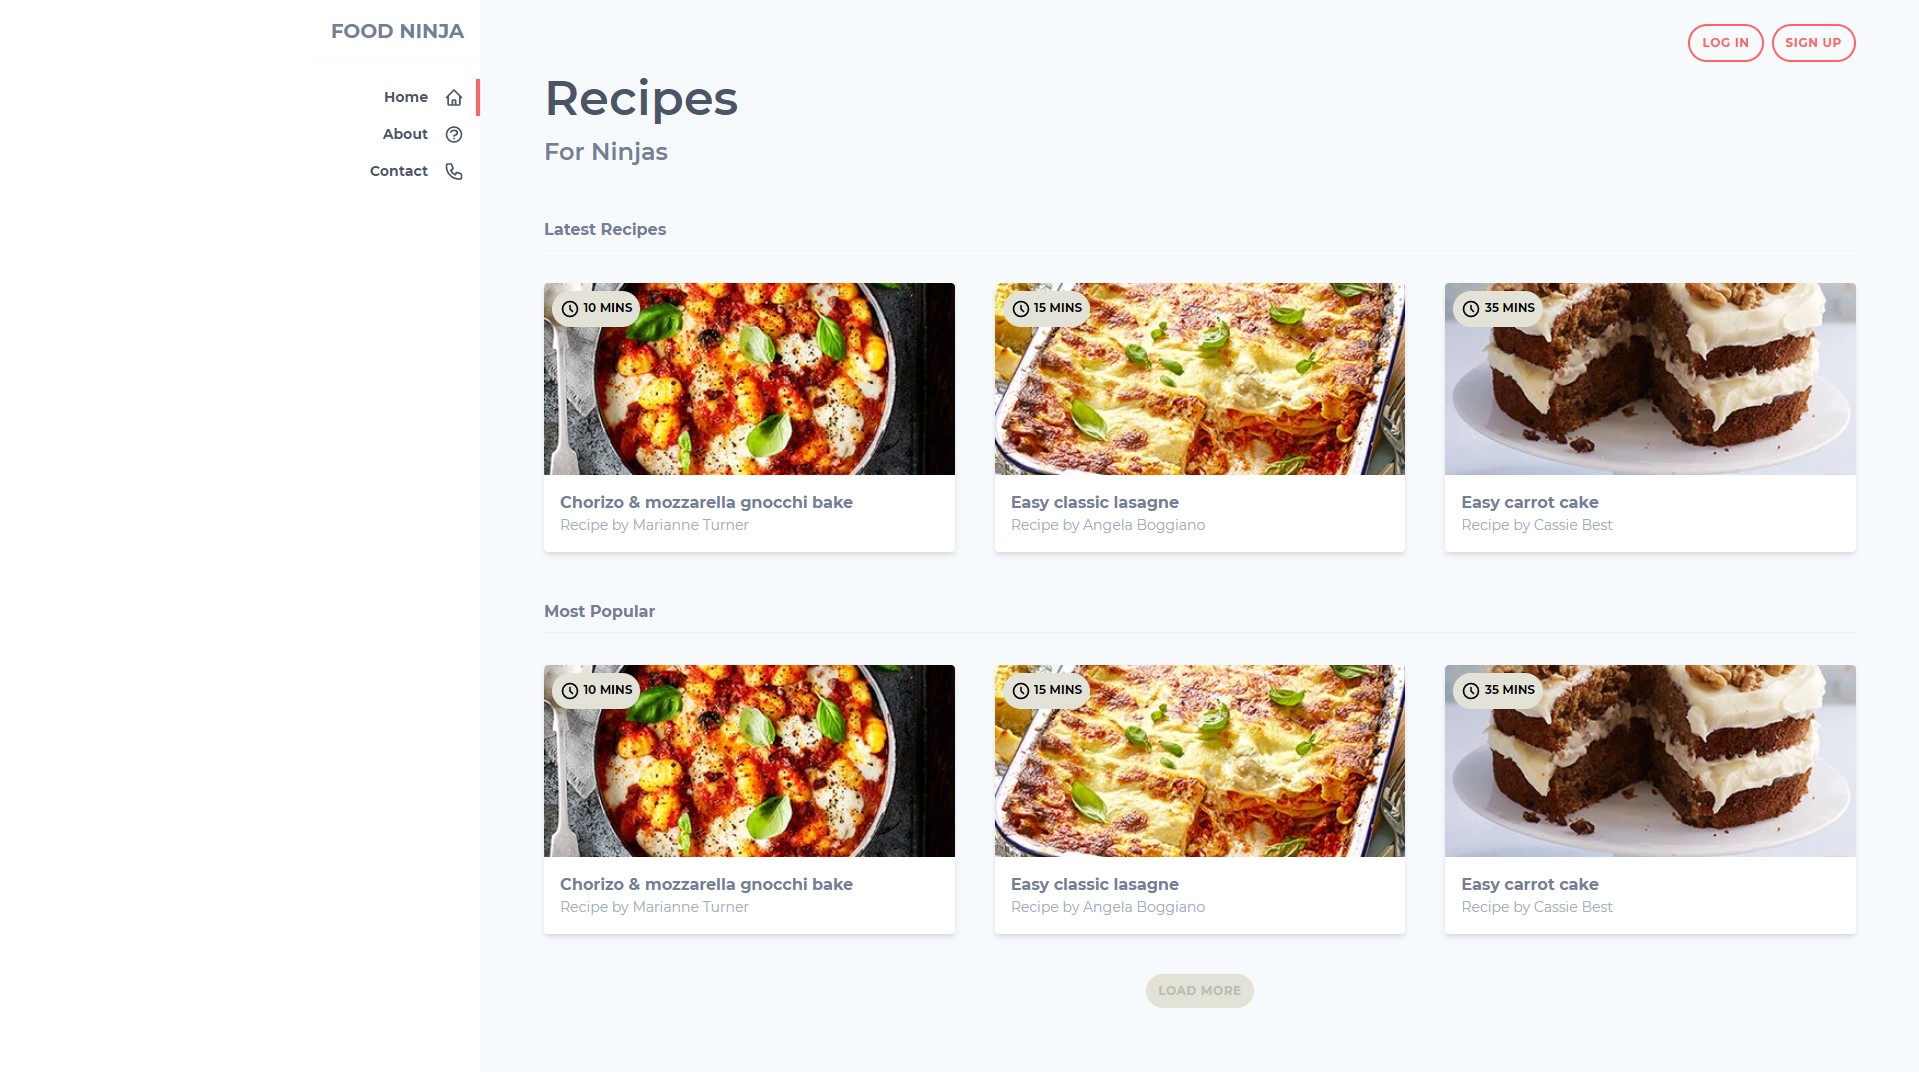 FOOD NINJA
Home
About
Contact
LOG IN
SIGN UP
Recipes
For Ninjas
Latest Recipes
10 MINS
Chorizo & mozzarella gnocchi bake
Recipe by Marianne Turner
15 MINS
Easy classic lasagne
Recipe by Angela Boggiano
35 MINS
Easy carrot cake
Recipe by Cassie Best
Most Popular
10 MINS
Chorizo & mozzarella gnocchi bake
Recipe by Marianne Turner
15 MINS
Easy classic lasagne
Recipe by Angela Boggiano
35 MINS
Easy carrot cake
Recipe by Cassie Best
LOAD MORE